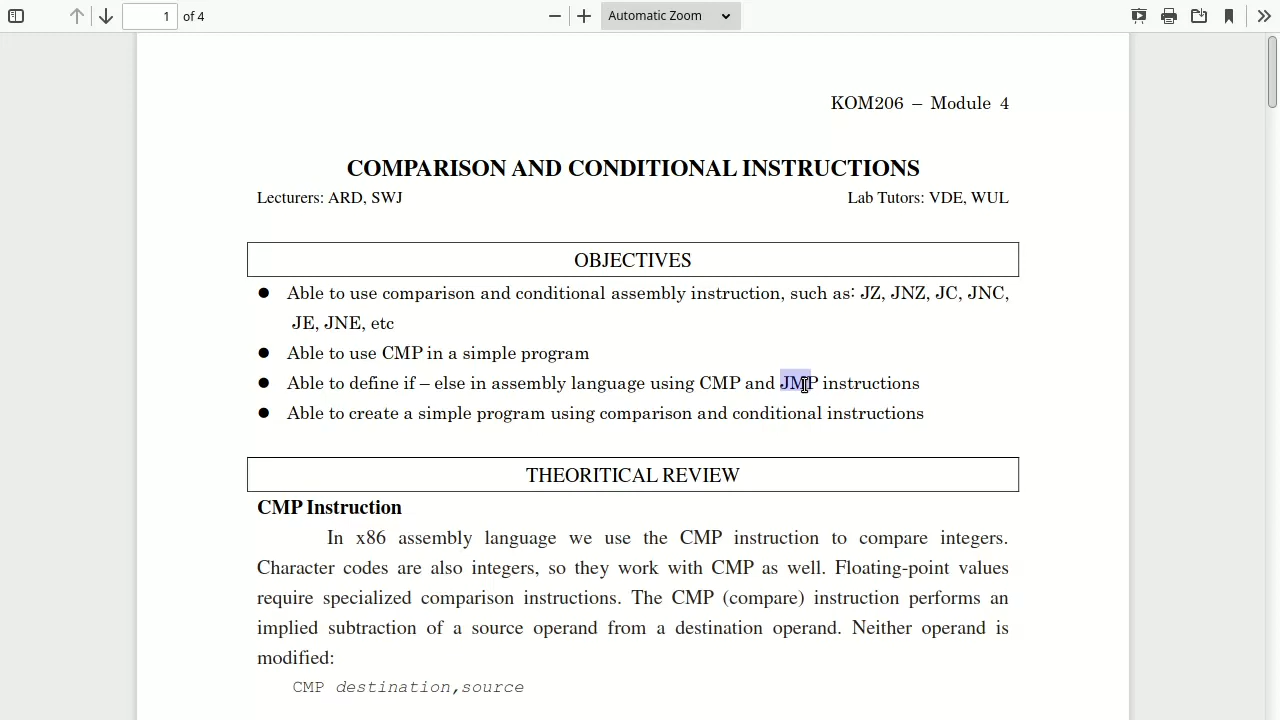 1 of 4 Automatic Zoom
KOM206 – Module 4
COMPARISON AND CONDITIONAL INSTRUCTIONS
Lecturers: ARD, SWJ Lab Tutors: VDE, WUL
OBJECTIVES
● Able to use comparison and conditional assembly instruction, such as: JZ, JNZ, JC, JNC,
JE, JNE, etc
● Able to use CMP in a simple program
● Able to define if – else in assembly language using CMP and JMP instructions
● Able to create a simple program using comparison and conditional instructions
THEORITICAL REVIEW
CMP Instruction
In x86 assembly language we use the CMP instruction to compare integers.
Character codes are also integers, so they work with CMP as well. Floating-point values
require specialized comparison instructions. The CMP (compare) instruction performs an
implied subtraction of a source operand from a destination operand. Neither operand is
modified:
CMP destination,source